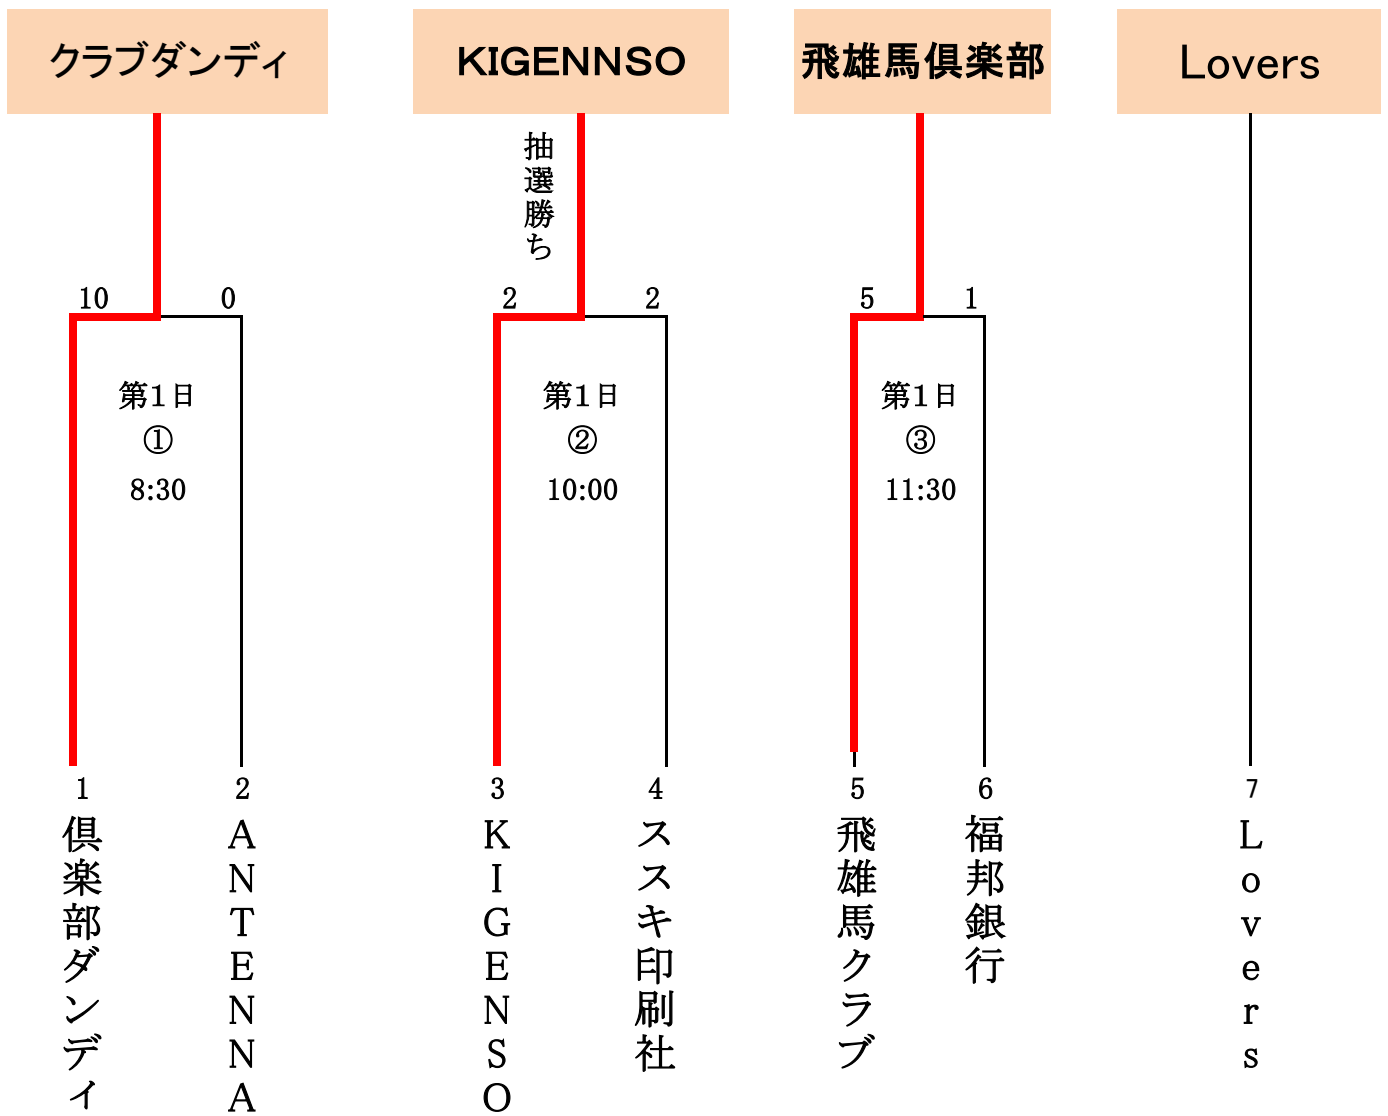 クラブダンディ
KIGENNSO
飛雄馬倶楽部
Lovers
抽選勝ち
10
0
2
2
5
1
第1日
①
8:30
第1日
②
10:00
第1日
③
11:30
1
2
3
4
5
6
7
倶楽部ダンディ
ANTENNA
KIGENSO
ススキ印刷社
飛雄馬クラブ
福邦銀行
Lovers